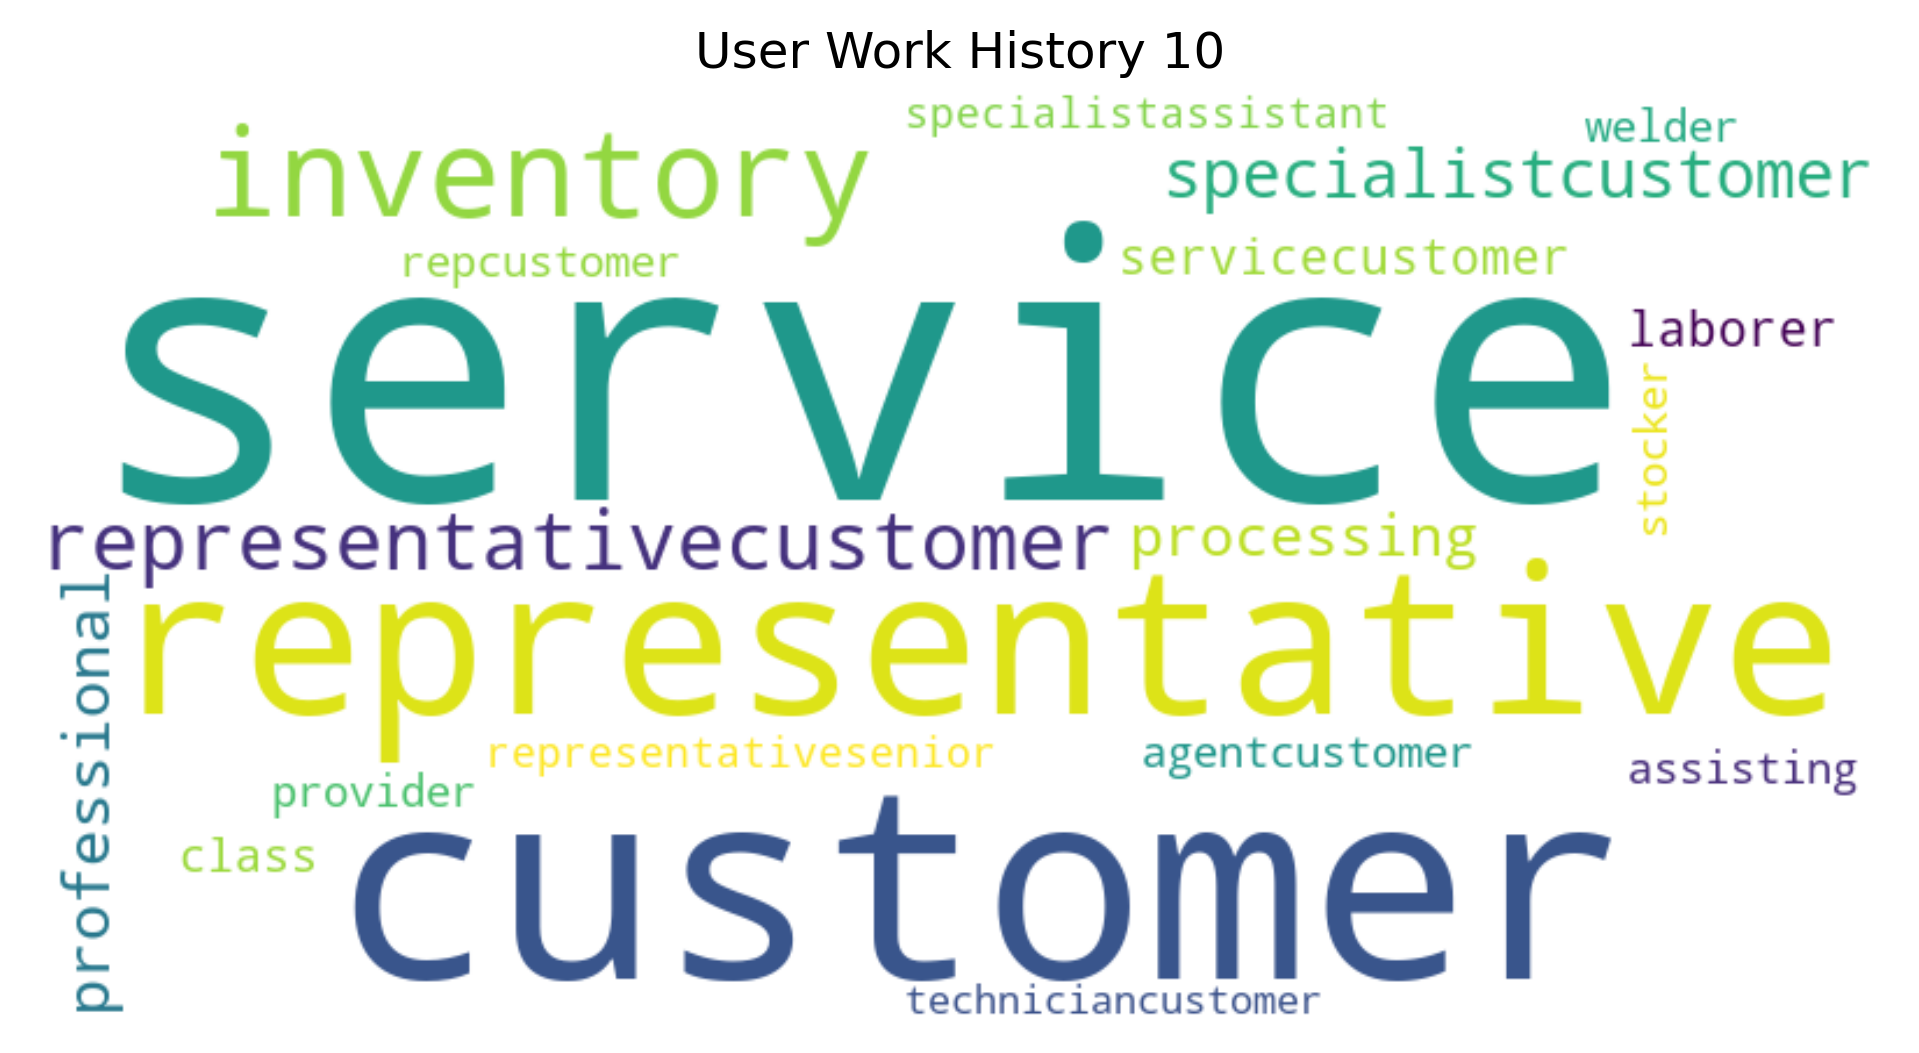 User Work History 10
specialistassistant
welder
inventory
specialistcustomer
repcustomer
servicecustomer
service
laborer
stocker
representativecustomer
processing
professional
representative
representativesenior
agentcustomer
assisting
provider
class
customer
techniciancustomer